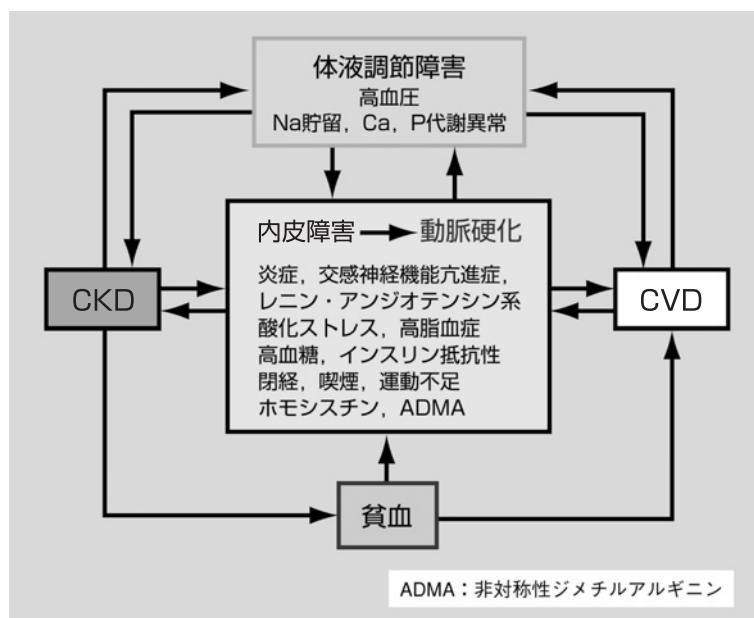 体液調節障害
高血圧
Na貯留，Ca，P代謝異常
内皮障害
動脈硬化
炎症，交感神経機能亢進症，
レニン・アンジオテンシン系
酸化ストレス，高脂血症
高血糖，インスリン抵抗性
閉経，喫煙，運動不足
ホモシスチン，ADMA
CKD
CVD
貧血
ADMA：非対称性ジメチルアルギニン